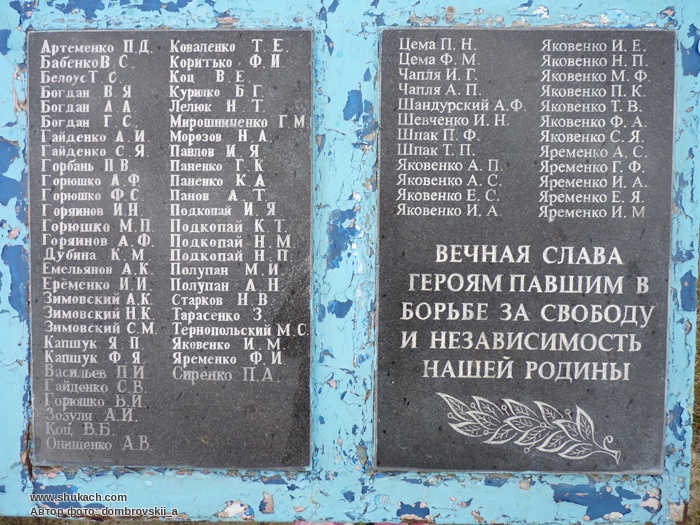 Артеменко П.Д.
Бабенко В.С.
Белоус Т.С.
Богдан В.Я
Богдан А.А.
Богдан Г.С.
Гайденко А.И
Гайденко С.Я
Горбань П В
Горюшко А.Ф
Горюшко Ф.С
Горяинов И.Н.
Горюшко М.П.
Горяинов А.Ф.
Дубина К.М.
Емельянов А.К.
Ерёменко И.И.
Зимовский А.К.
Зимовский Н.К.
Зимовский С.М.
Капшук Я П.
Капшук Ф.Я.
Васильев П.И
Гайденко С.В.
Горюшко В.И.
Зозуля А.И.
Коц В.Б.
Онищенко А.В
Коваленко Т.Е.
Коритько Ф.И.
Коц В.Е.
Курилко Б Г.
Лелюк Н Т.
Мирошниченко Г.М
Морозов Н.А.
Павлов И.Я
Паненко Г.К
Паненко К А
Панов А.Т.
Подкопай И.Я
Подкопай К Т.
Подкопай Н М.
Подкопай Н П
Полупан М.И.
Полупан А Н.
Старков Н В.
Тарасенко З.
Тернопольский М.С.
Яковенко И.М.
Яременко Ф.И.
Сиренко П.А.
Цема П.Н.
Цема Ф.М.
Чапля И.Г.
Чапля А.П.
Шандурский А.Ф.
Шевченко И.Н.
Шпак П.Ф.
Шпак Т.П.
Яковенко А.П.
Яковенко А.С.
Яковенко Е.С
Яковенко И.А
Яковенко И.Е.
Яковенко Н.П.
Яковенко М.Ф
Яковенко П.К
Яковенко Т.В
Яковенко Ф.А
Яковенко С.Я
Яременко А.С.
Яременко Г.Ф.
Яременко И.А
Яременко Е.Я
Яременко И.М
ВЕЧНАЯ СЛАВА
ГЕРОЯМ ПАВШИМ В
БОРЬБЕ ЗА СВОБОДУ
И НЕЗАВИСИМОСТЬ
НАШЕЙ РОДИНЫ
www.shukach.com
Автор фото: dombrovskii_a